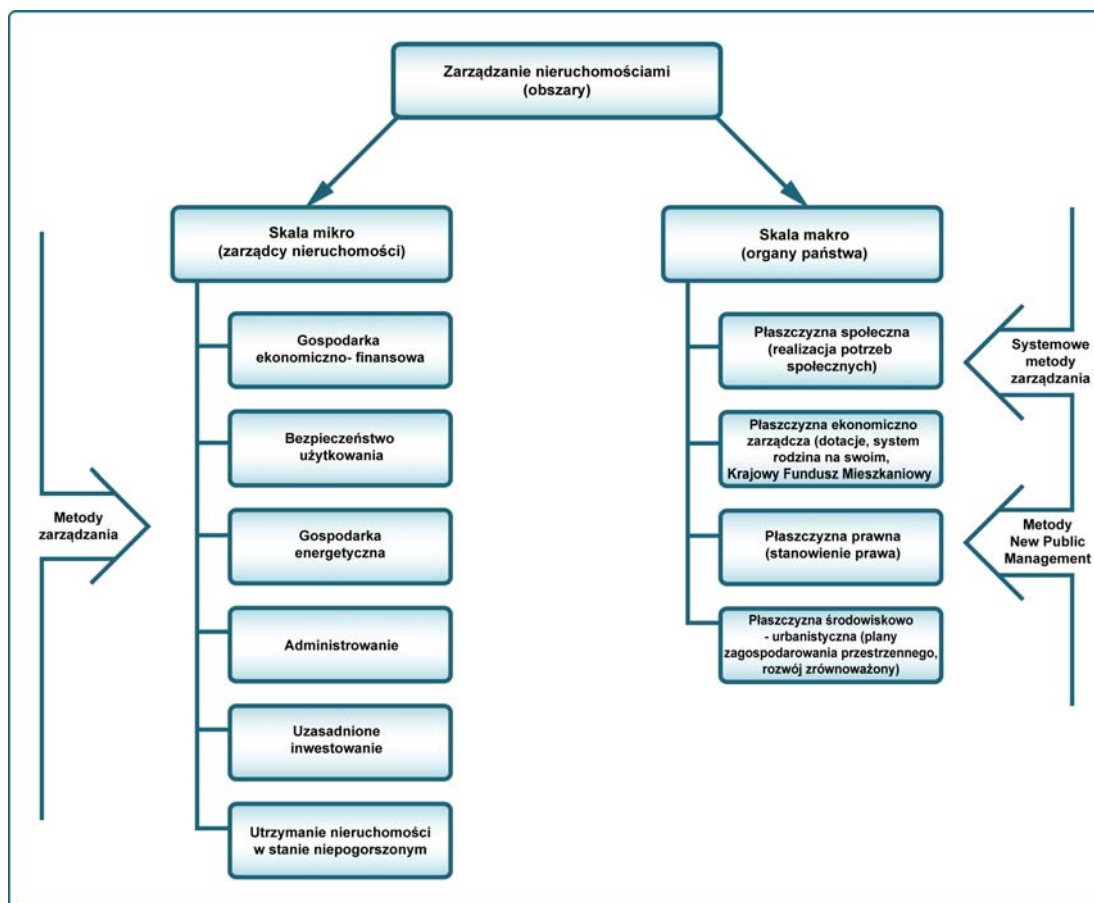 Zarządzanie nieruchomościami
(obszary)
Skala mikro
(zarządcy nieruchomości)
Gospodarka
ekonomiczno- finansowa
Bezpieczeństwo
użytkowania
Gospodarka
energetyczna
Administrowanie
Uzasadnione
inwestowanie
Utrzymanie nieruchomości
w stanie niepogorszonym
Metody
zarządzania
Skala makro
(organy państwa)
Płaszczyzna społeczna
(realizacja potrzeb
społecznych)
Płaszczyzna ekonomiczno
zarządcza (dotacje, system
rodzina na swoim,
Krajowy Fundusz Mieszkaniowy
Płaszczyzna prawna
(stanowienie prawa)
Płaszczyzna środowiskowo
- urbanistyczna (plany
zagospodarowania przestrzennego,
rozwój zrównoważony)
Systemowe
metody
zarządzania
Metody
New Public
Management